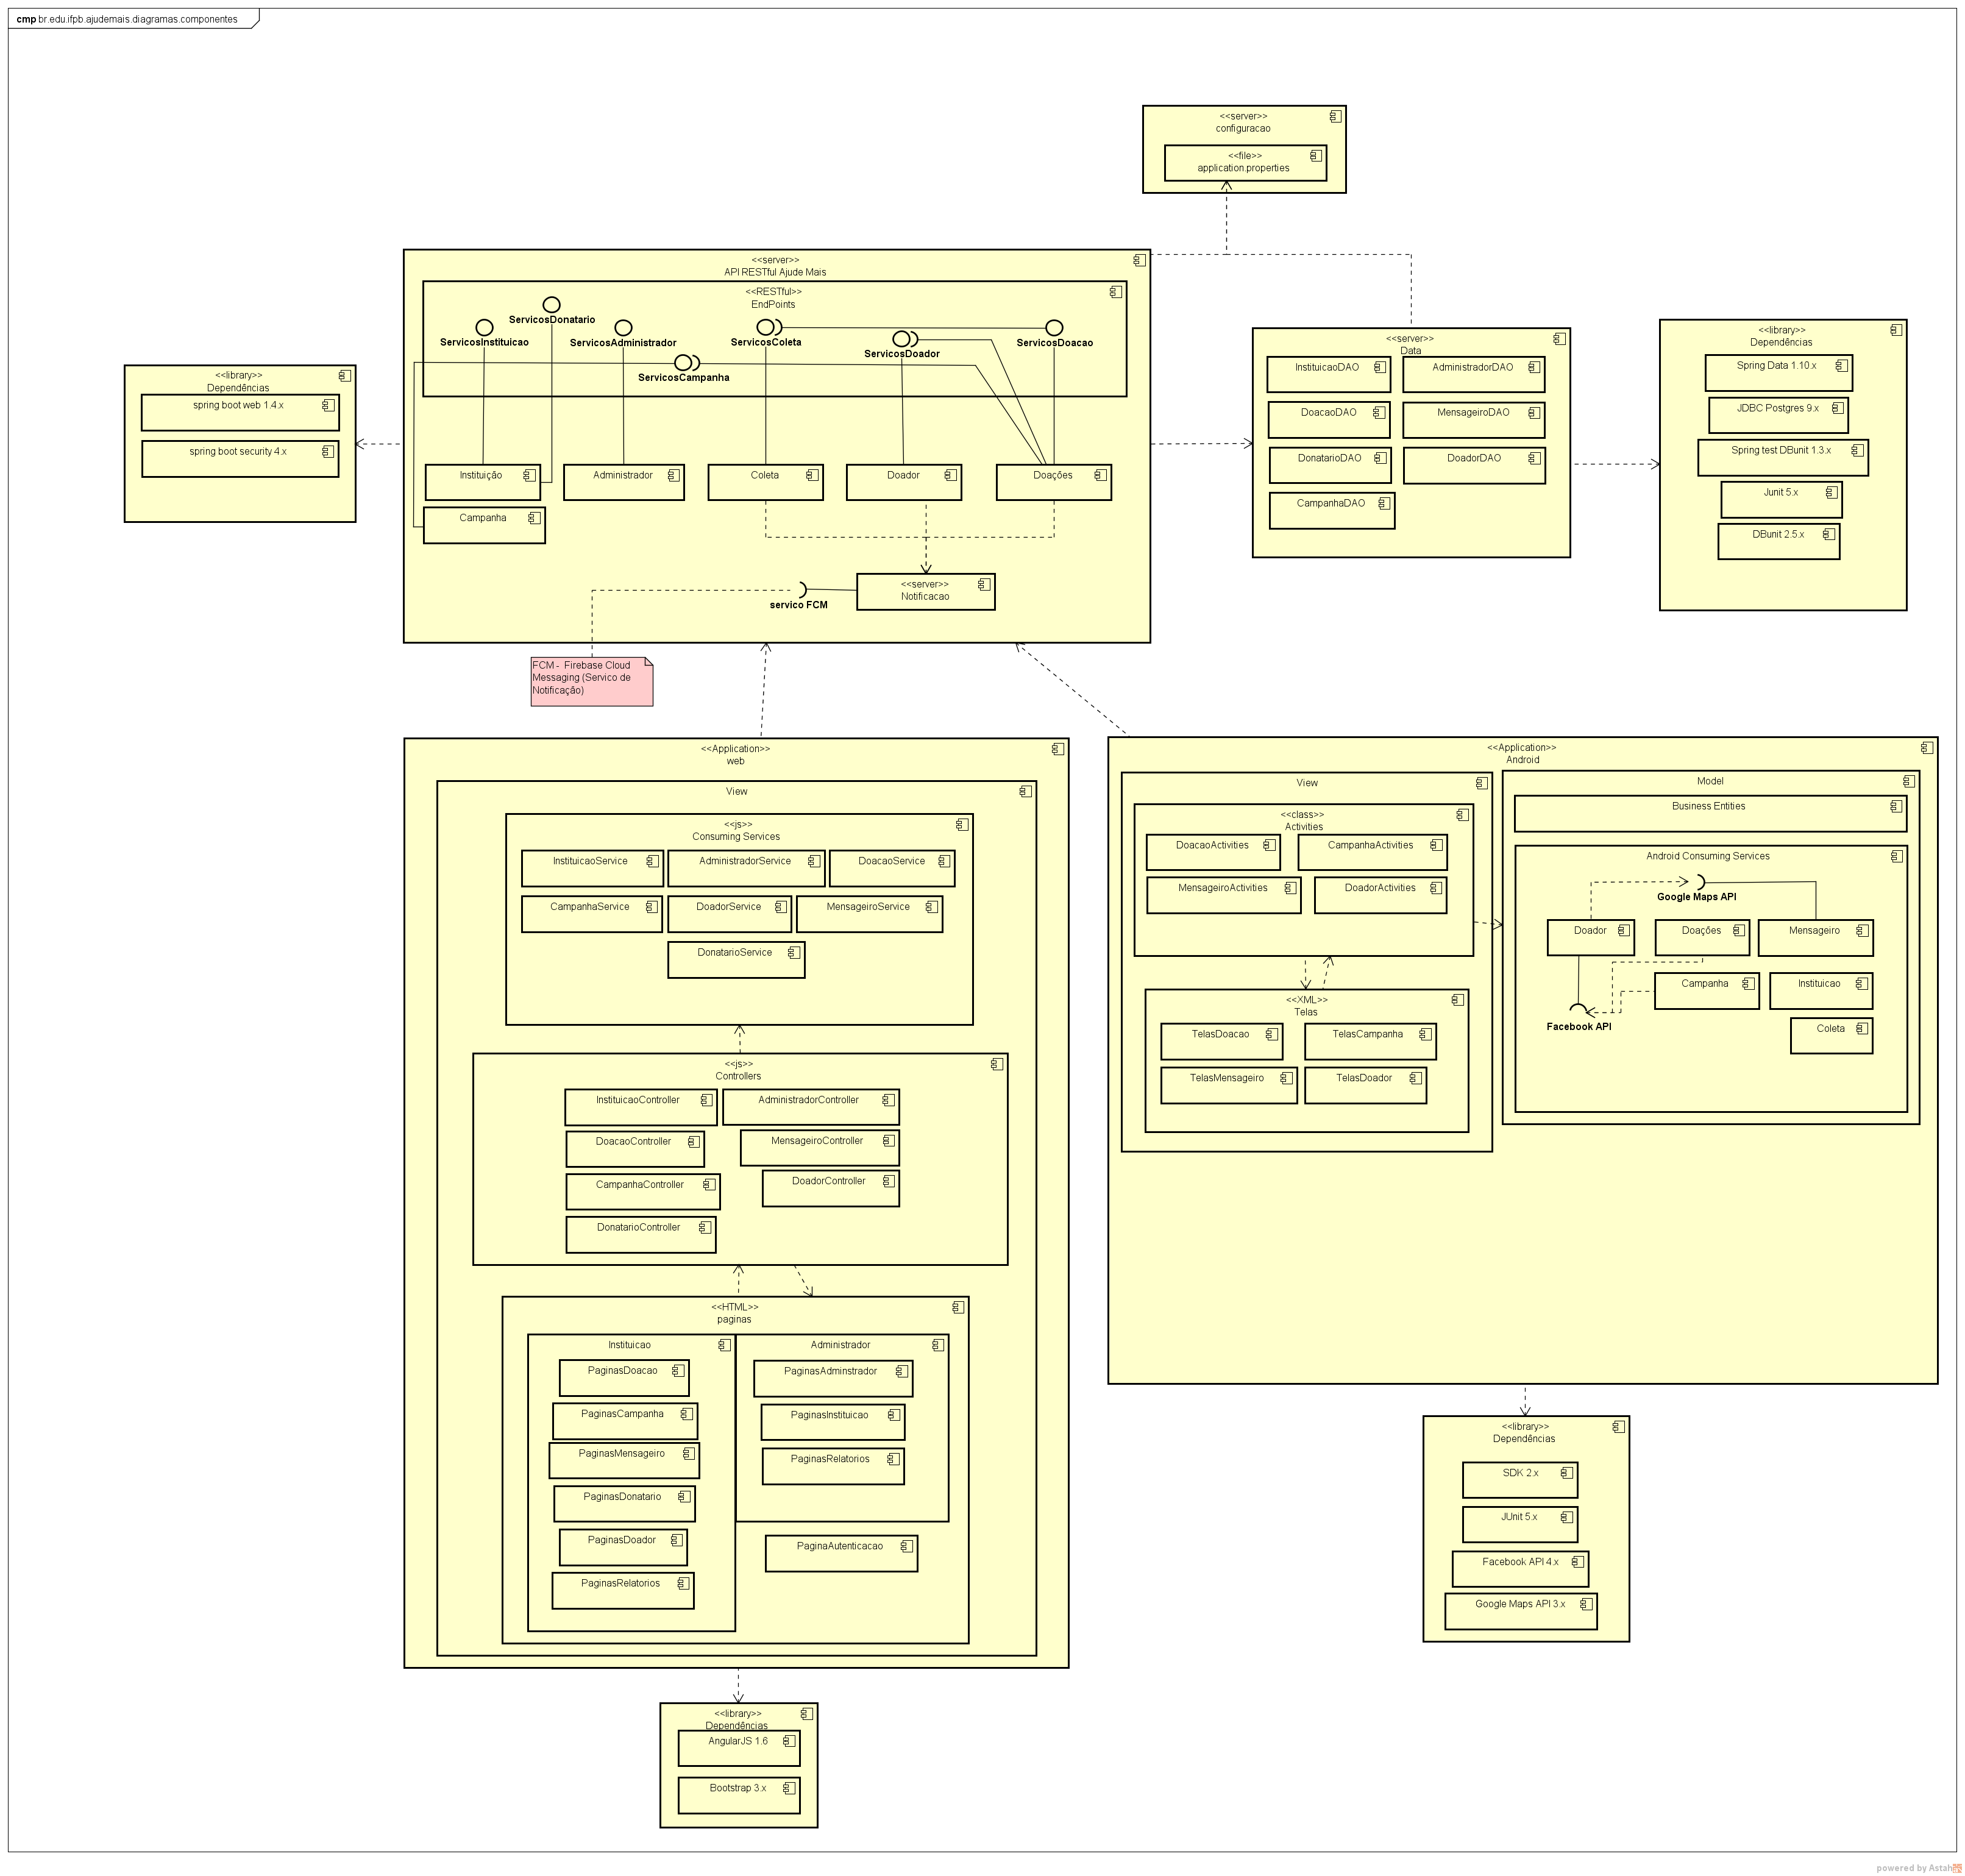 cmp br.edu.ifpb.ajudemais.diagramas.componentes
<<server>>
configuracao
<<file>>
application.properties
<<server>>
API RESTful Ajude Mais
<<RESTful>>
EndPoints
ServicosDonatario
ServicosInstituicao
ServicosAdministrador
ServicosColeta
ServicosDoador
ServicosDoacao
ServicosCampanha
Instituição
Administrador
Coleta
Doador
Doações
Campanha
<<server>>
Notificacao
servico FCM
FCM - Firebase Cloud
Messaging (Servico de
Notificação)
<<library>>
Dependências
spring boot web 1.4.x
spring boot security 4.x
<<server>>
Data
InstituicaoDAO
AdministradorDAO
DoacaoDAO
MensageiroDAO
DonatarioDAO
DoadorDAO
CampanhaDAO
<<library>>
Dependências
Spring Data 1.10.x
JDBC Postgres 9.x
Spring test DBunit 1.3.x
Junit 5.x
DBunit 2.5.x
<<Application>>
web
View
<<js>>
Consuming Services
InstituicaoService
AdministradorService
DoacaoService
CampanhaService
DoadorService
MensageiroService
DonatarioService
<<js>>
Controllers
InstituicaoController
AdministradorController
DoacaoController
MensageiroController
CampanhaController
DoadorController
DonatarioController
<<HTML>>
paginas
Instituicao
PaginasDoacao
PaginasCampanha
PaginasMensageiro
PaginasDonatario
PaginasDoador
PaginasRelatorios
Administrador
PaginasAdminstrador
PaginasInstituicao
PaginasRelatorios
PaginaAutenticacao
<<library>>
Dependências
AngularJS 1.6
Bootstrap 3.x
<<Application>>
Android
View
<<class>>
Activities
DoacaoActivities
CampanhaActivities
MensageiroActivities
DoadorActivities
<<XML>>
Telas
TelasDoacao
TelasCampanha
TelasMensageiro
TelasDoador
Model
Business Entities
Android Consuming Services
Google Maps API
Doador
Doações
Mensageiro
Campanha
Instituicao
Facebook API
Coleta
<<library>>
Dependências
SDK 2.x
JUnit 5.x
Facebook API 4.x
Google Maps API 3.x
powered by Astah